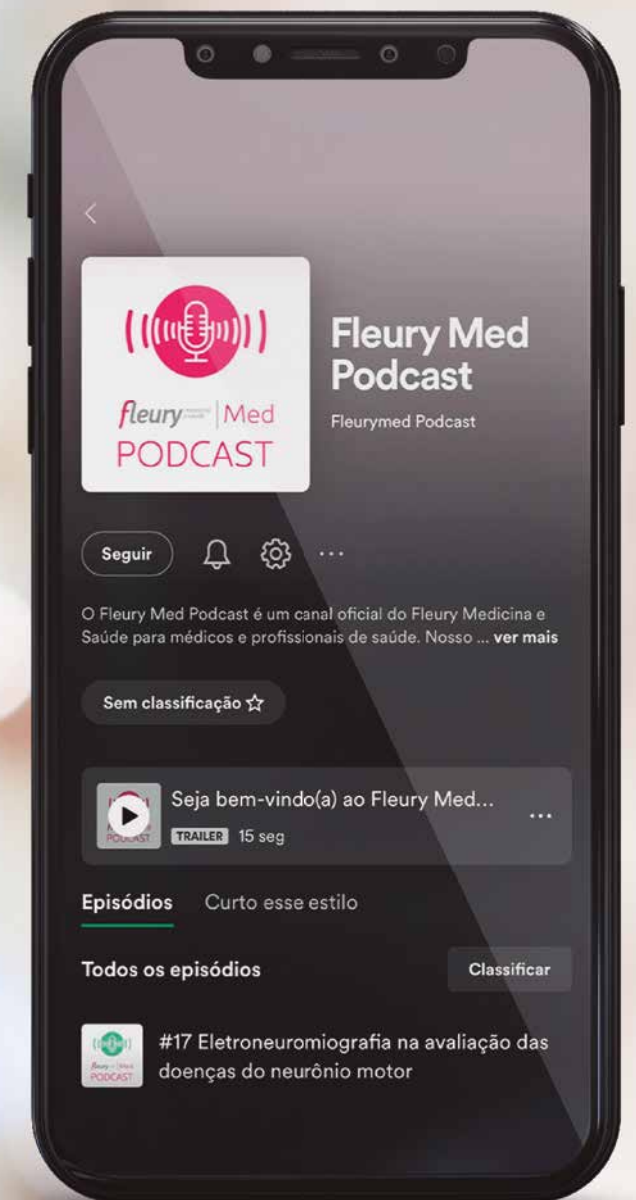 fleury Med
PODCAST
Fleury Med
Podcast
Fleurymed Podcast
Seguir
O Fleury Med Podcast é um canal oficial do Fleury Medicina e
Saúde para médicos e profissionais de saúde. Nosso ... ver mais
Sem classificação
Seja bem-vindo(a) ao Fleury Med...
TRAILER 15 seg
Episódios Curto esse estilo
Todos os episódios Classificar
#17 Eletroneuromiografia na avaliação das
doenças do neurônio motor
PODCAST